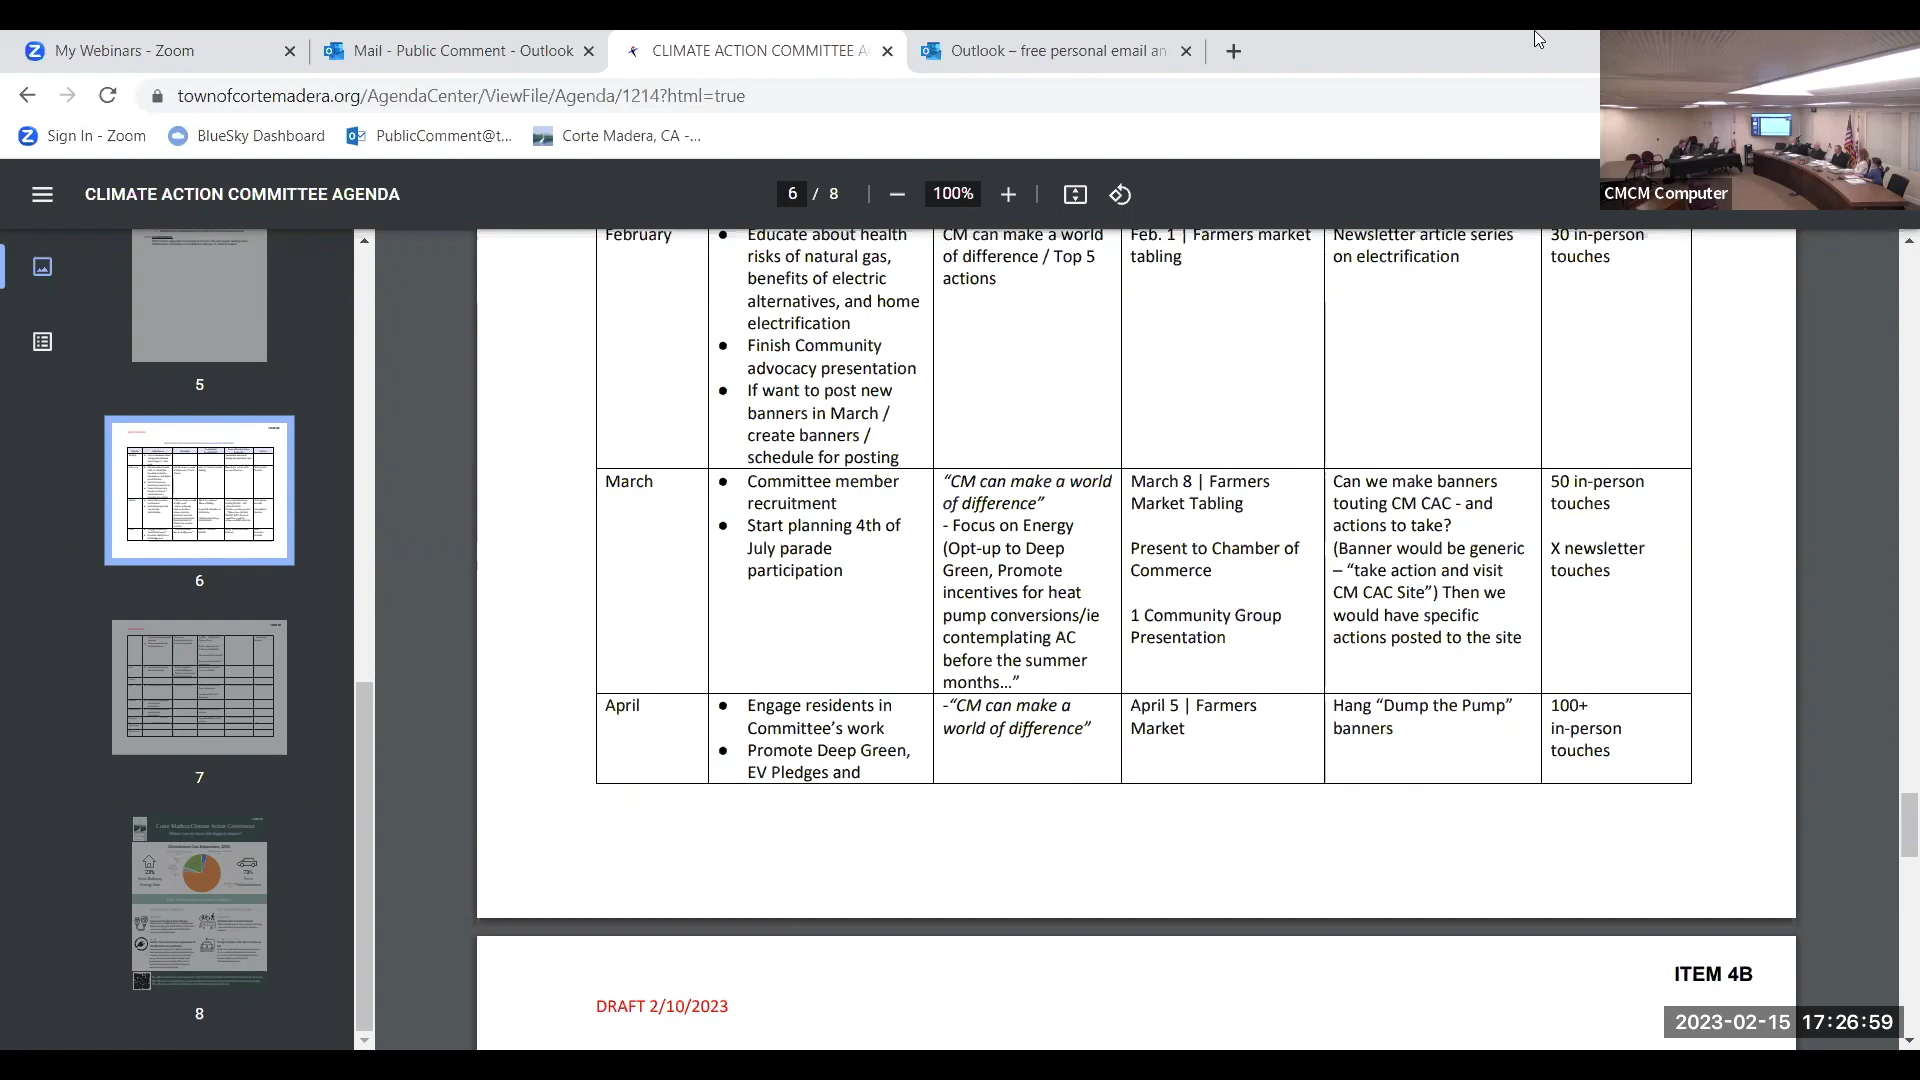 My Webinars - Zoom
Mail - Public Comment - Outlook
CLIMATE ACTION COMMITTEE A
Outlook – free personal email an
townofcortemadera.org/AgendaCenter/ViewFile/Agenda/1214?html=true
Sign In - Zoom
BlueSky Dashboard
PublicComment@t...
Corte Madera, CA -...
CMCM Computer
CLIMATE ACTION COMMITTEE AGENDA
6 / 8
100%
5
6
7
8
February
Educate about health
risks of natural gas,
benefits of electric
alternatives, and home
electrification
Finish Community
advocacy presentation
If want to post new
banners in March /
create banners /
schedule for posting
CM can make a world
of difference / Top 5
actions
Feb. 1 | Farmers market
tabling
Newsletter article series
on electrification
30 in-person
touches
March
Committee member
recruitment
Start planning 4th of
July parade
participation
“CM can make a world
of difference”
- Focus on Energy
(Opt-up to Deep
Green, Promote
incentives for heat
pump conversions/ie
contemplating AC
before the summer
months...”
March 8 | Farmers
Market Tabling
Present to Chamber of
Commerce
1 Community Group
Presentation
Can we make banners
touting CM CAC - and
actions to take?
(Banner would be generic
– “take action and visit
CM CAC Site”) Then we
would have specific
actions posted to the site
50 in-person
touches
X newsletter
touches
April
Engage residents in
Committee’s work
Promote Deep Green,
EV Pledges and
-“CM can make a
world of difference”
April 5 | Farmers
Market
Hang “Dump the Pump”
banners
100+
in-person
touches
ITEM 4B
DRAFT 2/10/2023
2023-02-15 17:26:59